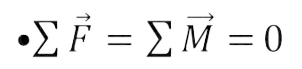 •∑ F⃗ = ∑ M⃗ = 0